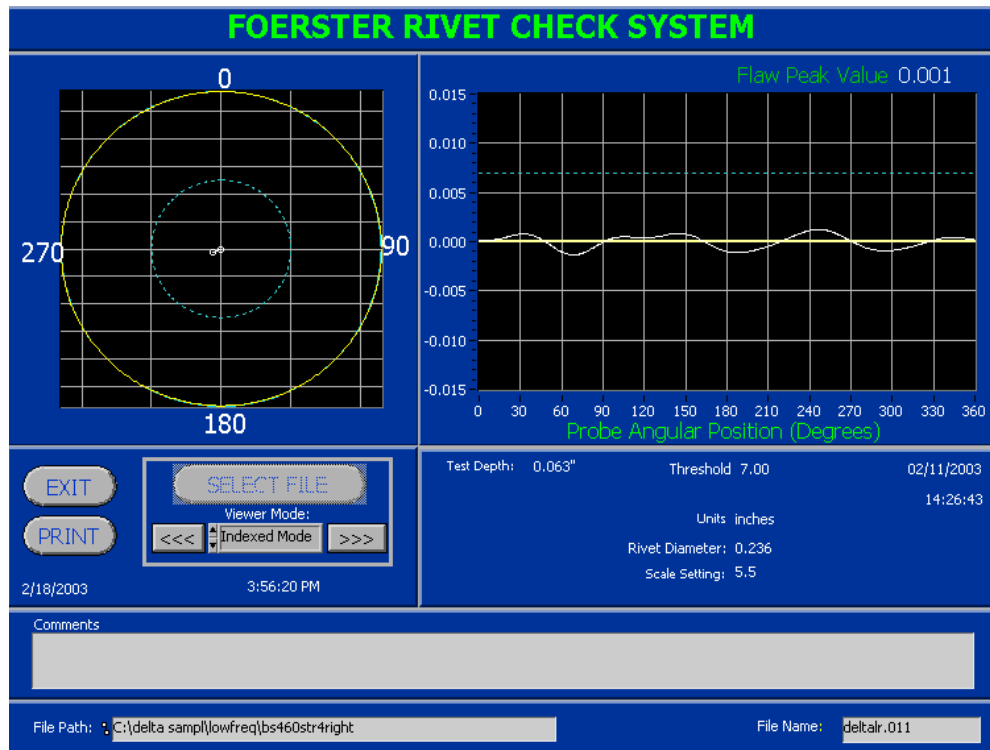 FOERSTER RIVET CHECK SYSTEM
0
270
90
180
Flaw Peak Value 0.001
0.015
0.010
0.005
0.000
-0.005
-0.010
-0.015
0 30 60 90 120 150 180 210 240 270 300 330 360
Probe Angular Position (Degrees)
EXIT
PRINT
SELECT FILE
Viewer Mode:
<<< Indexed Mode >>>
2/18/2003 3:56:20 PM
Test Depth: 0.063" Threshold 7.00 02/11/2003
14:26:43
Units inches
Rivet Diameter: 0.236
Scale Setting: 5.5
Comments
File Path: C:\delta sampl\lowfreq\bs460str4right
File Name: deltalr.011